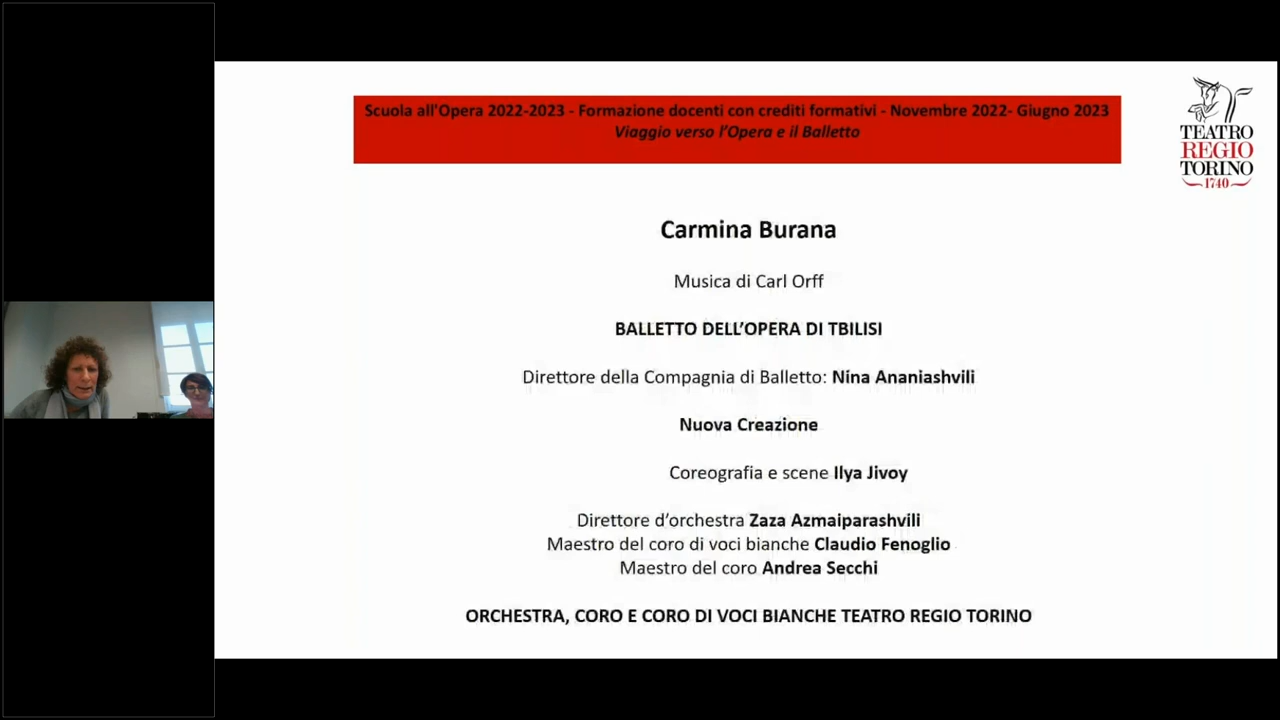 Scuola all'Opera 2022-2023 - Formazione docenti con crediti formativi - Novembre 2022- Giugno 2023
Viaggio verso l'Opera e il Balletto
TEATRO
REGIO
TORINO
1740
Carmina Burana
Musica di Carl Orff
BALLETTO DELL'OPERA DI TBILISI
Direttore della Compagnia di Balletto: Nina Ananiashvili
Nuova Creazione
Coreografia e scene Ilya Jivoy
Direttore d'orchestra Zaza Azmaiparashvili
Maestro del coro di voci bianche Claudio Fenoglio
Maestro del coro Andrea Secchi
ORCHESTRA, CORO E CORO DI VOCI BIANCHE TEATRO REGIO TORINO